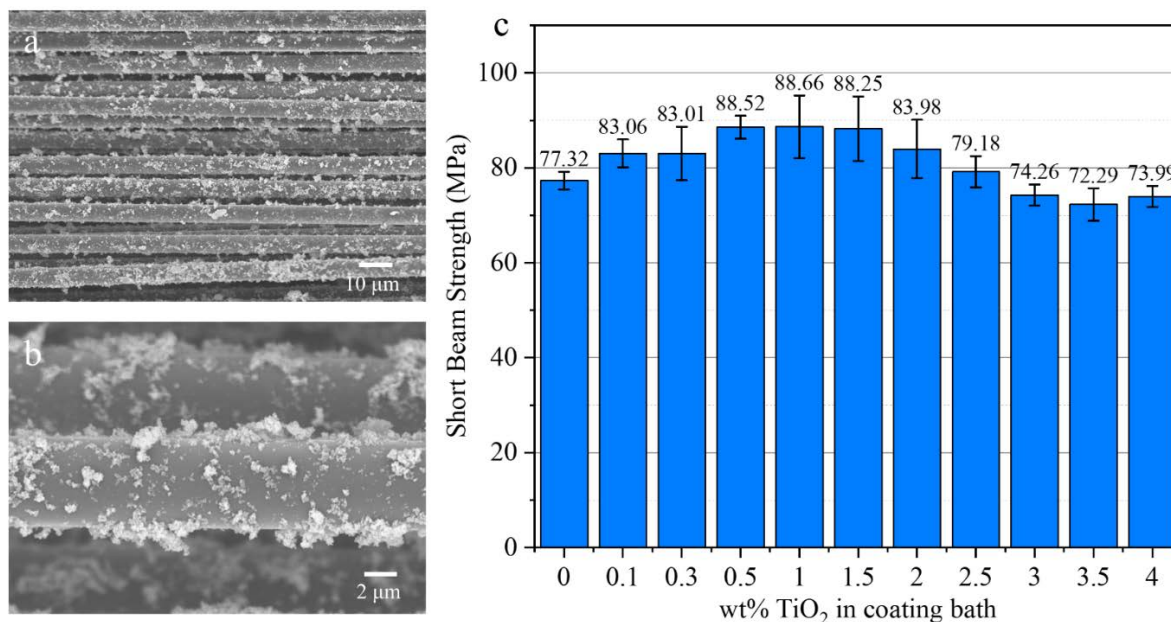 a
10 μm
b
2 μm
c
Short Beam Strength (MPa)
100
80
60
40
20
0
77.32
83.06
83.01
88.52
88.66
88.25
83.98
79.18
74.26
72.29
73.99
0 0.1 0.3 0.5 1 1.5 2 2.5 3 3.5 4
wt% TiO₂ in coating bath